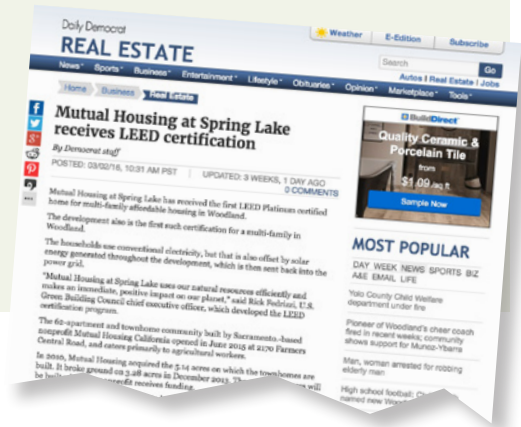 Daily Democrat
REAL ESTATE
Weather E-Edition Subscribe
Search Go
Autos | Real Estate | Jobs
News Sports Business Entertainment Lifestyle Obituaries Opinion Marketplace Tools
Home Business Real Estate
Mutual Housing at Spring Lake
receives LEED certification
By Democrat staff
POSTED: 03/02/16, 10:31 AM PST | UPDATED: 3 WEEKS, 1 DAY AGO
0 COMMENTS
Mutual Housing at Spring Lake has received the first LEED Platinum certified
home for multi-family affordable housing in Woodland.
The development also is the first such certification for a multi-family in
Woodland.
The households use conventional electricity, but that is also offset by solar
energy generated throughout the development, which is then sent back into the
power grid.
"Mutual Housing at Spring Lake uses our natural resources efficiently and
makes an immediate, positive impact on our planet," said Rick Fedrizzi, U.S.
Green Building Council chief executive officer, which developed the LEED
certification program.
The 62-apartment and townhome community built by Sacramento-based
nonprofit Mutual Housing California opened in June 2015 at 2170 Farmers
Central Road, and caters primarily to agricultural workers.
In 2010, Mutual Housing acquired the 5.14 acres on which the townhomes are
built. It broke ground on 3.28 acres in December 2013. will
be nonprofit receives funding.
BuildDirect
Quality Ceramic &
Porcelain Tile
from
$1.09/sq ft
Sample Now
MOST POPULAR
DAY WEEK NEWS SPORTS BIZ
A&E EMAIL LIFE
Yolo County Child Welfare
department under fire
Pioneer of Woodland's cheer coach
fired in recent weeks; community
shows support for Munoz-Ybarra
Man, woman arrested for robbing
elderly man
High school football:
named new